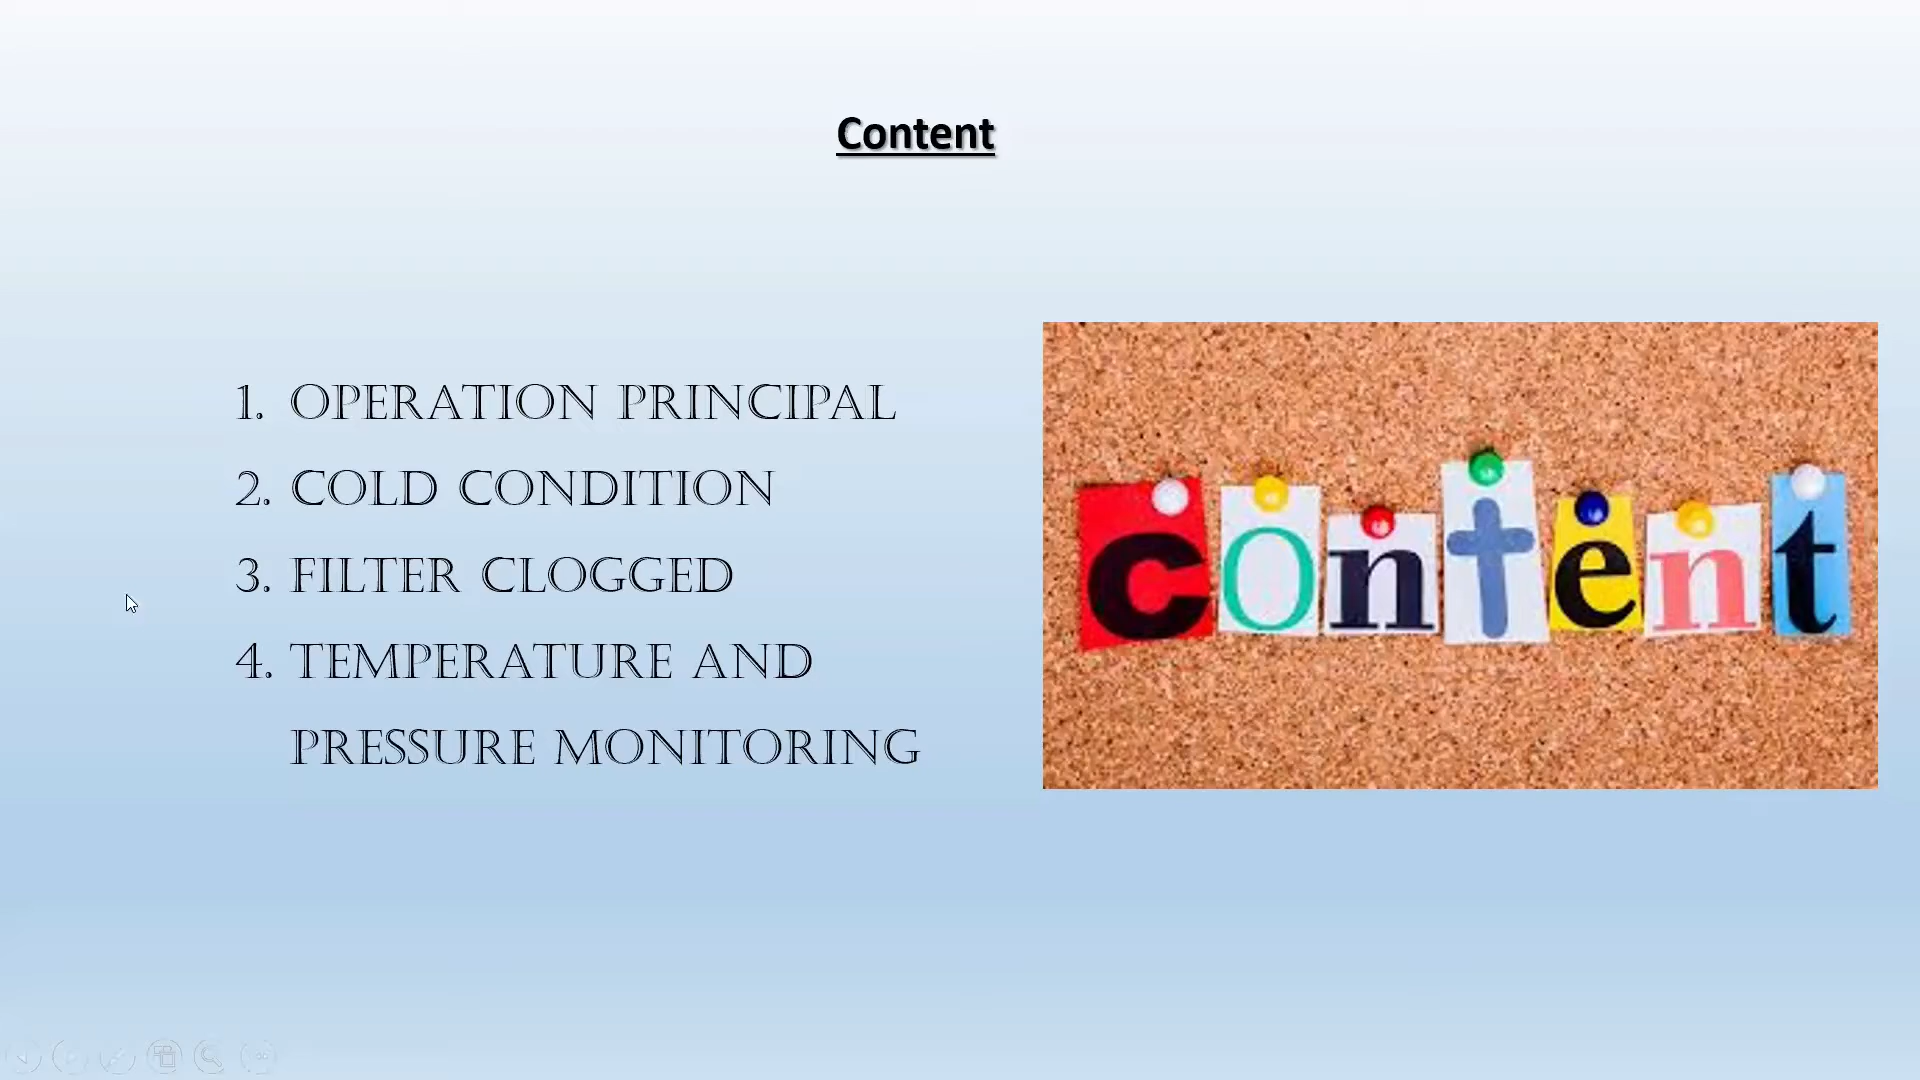 Content
1. OPERATION PRINCIPAL
2. COLD CONDITION
3. FILTER CLOGGED
4. TEMPERATURE AND
PRESSURE MONITORING
content